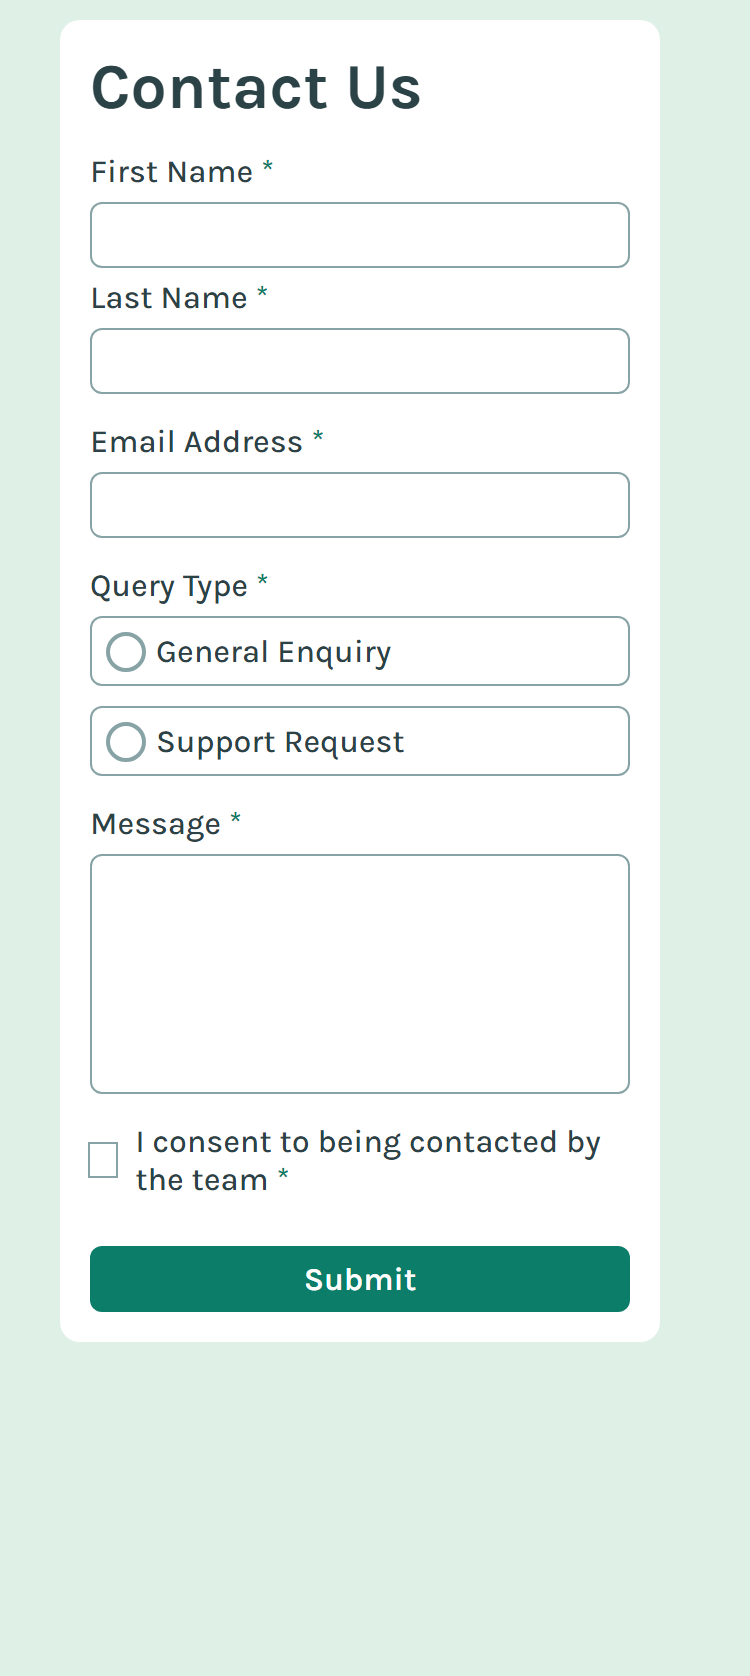 Contact Us
First Name *
Last Name *
Email Address *
Query Type *
General Enquiry
Support Request
Message *
I consent to being contacted by
the team *
Submit